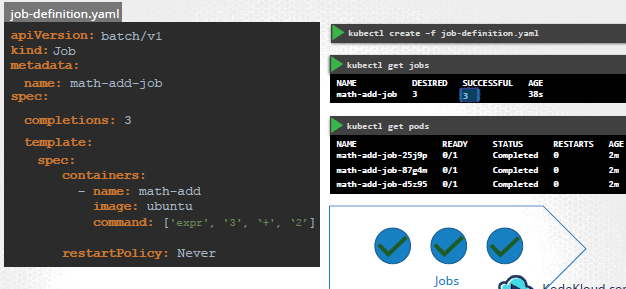 job-definition.yaml
apiVersion: batch/v1
kind: Job
metadata:
name: math-add-job
spec:
completions: 3
template:
spec:
containers:
- name: math-add
image: ubuntu
command: ['expr', '3', '+', '2']
restartPolicy: Never
kubectl create -f job-definition.yaml
kubectl get jobs
NAME DESIRED SUCCESSFUL AGE
math-add-job 3 3 38s
kubectl get pods
NAME READY STATUS RESTARTS AGE
math-add-job-25j9p 0/1 Completed 0 2m
math-add-job-87g4m 0/1 Completed 0 2m
math-add-job-d5z95 0/1 Completed 0 2m
Jobs